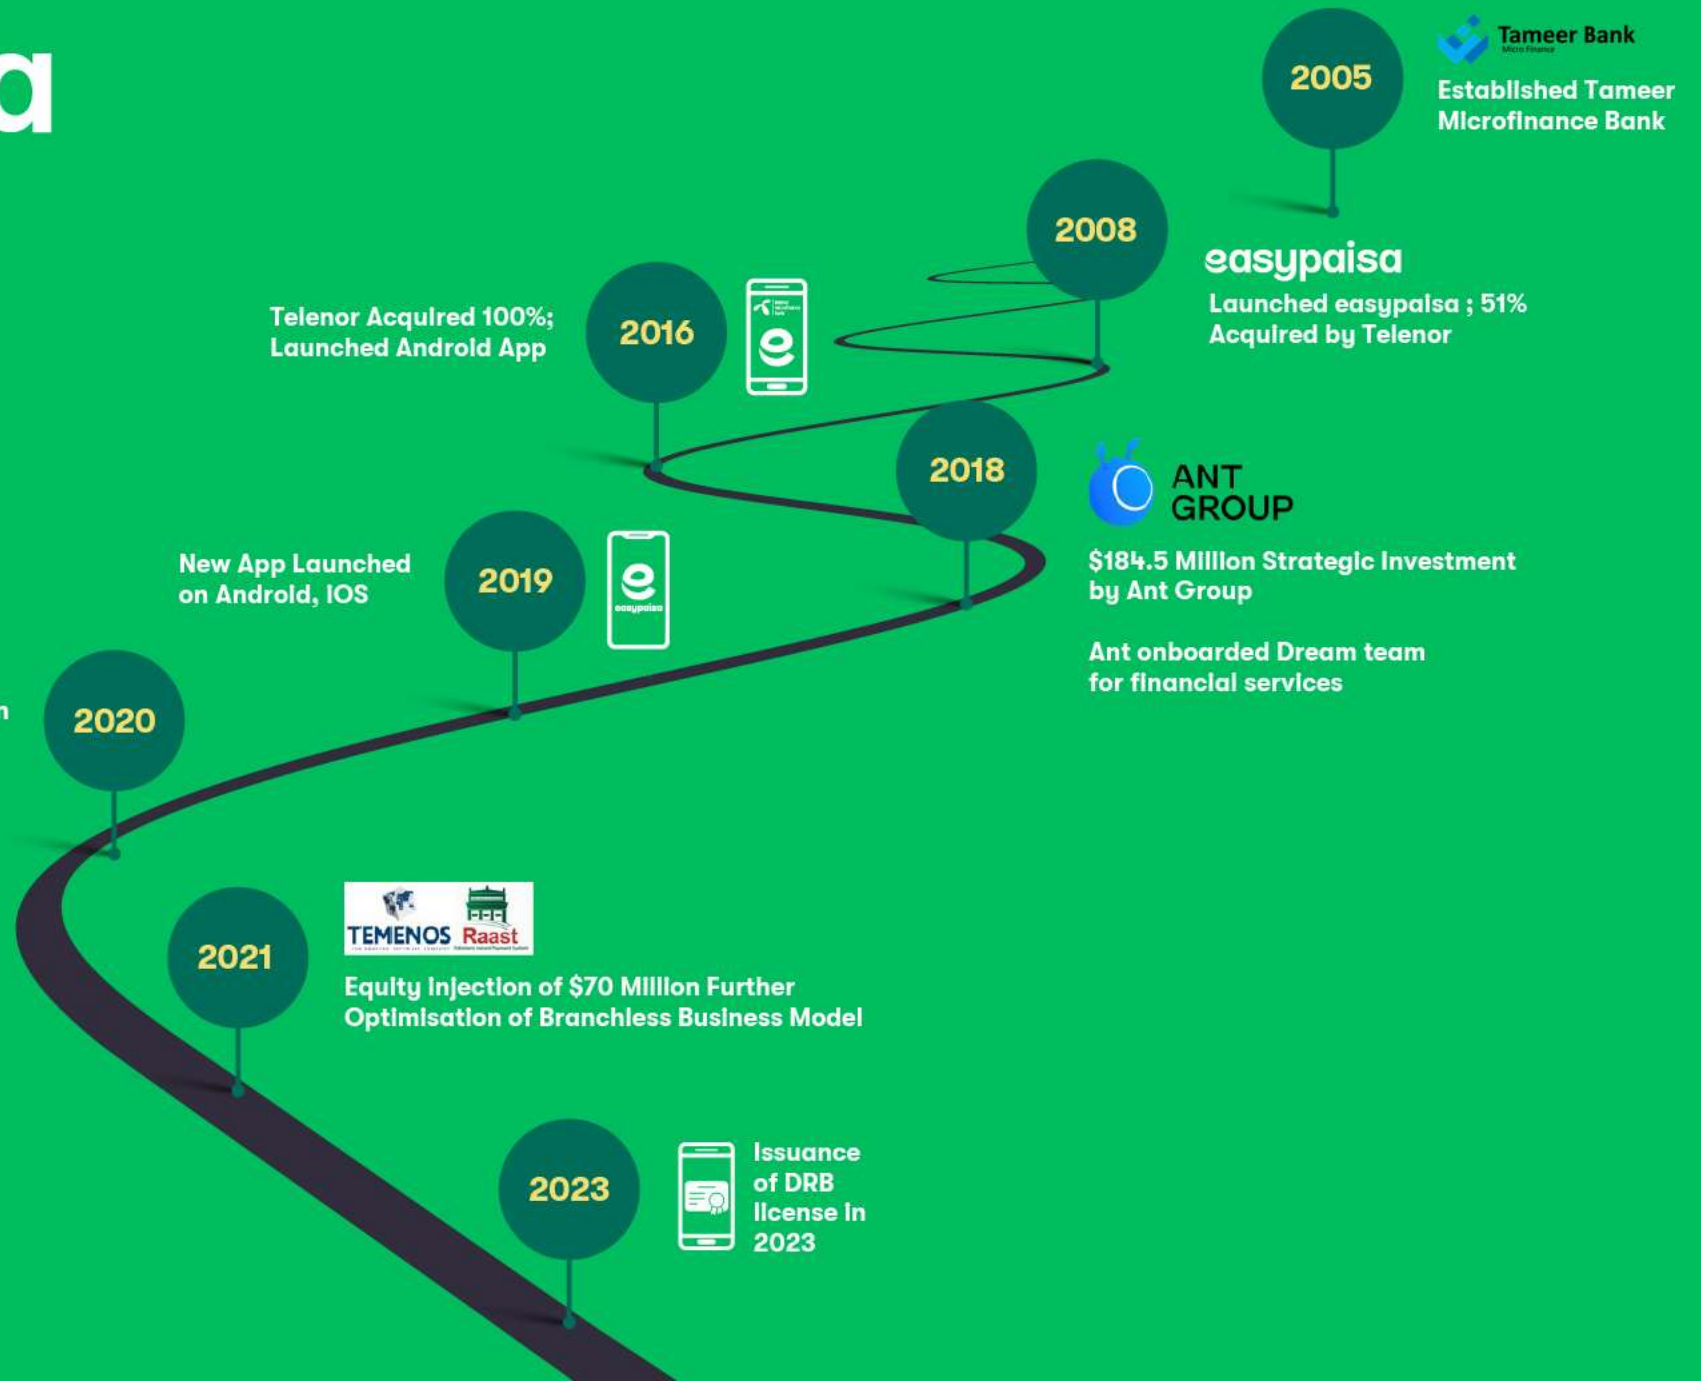 a
2005
Tameer Bank
Micro Finance
Established Tameer
Microfinance Bank
2008
easypaisa
Launched easypaisa ; 51%
Acquired by Telenor
Telenor Acquired 100%;
Launched Android App
2016
2018
ANT
GROUP
$184.5 Million Strategic Investment
by Ant Group
Ant onboarded Dream team
for financial services
New App Launched
on Android, IOS
2019
easypaisa
n
2020
2021
TEMENOS Raast
Equity Injection of $70 Million Further
Optimisation of Branchless Business Model
2023
Issuance
of DRB
license in
2023